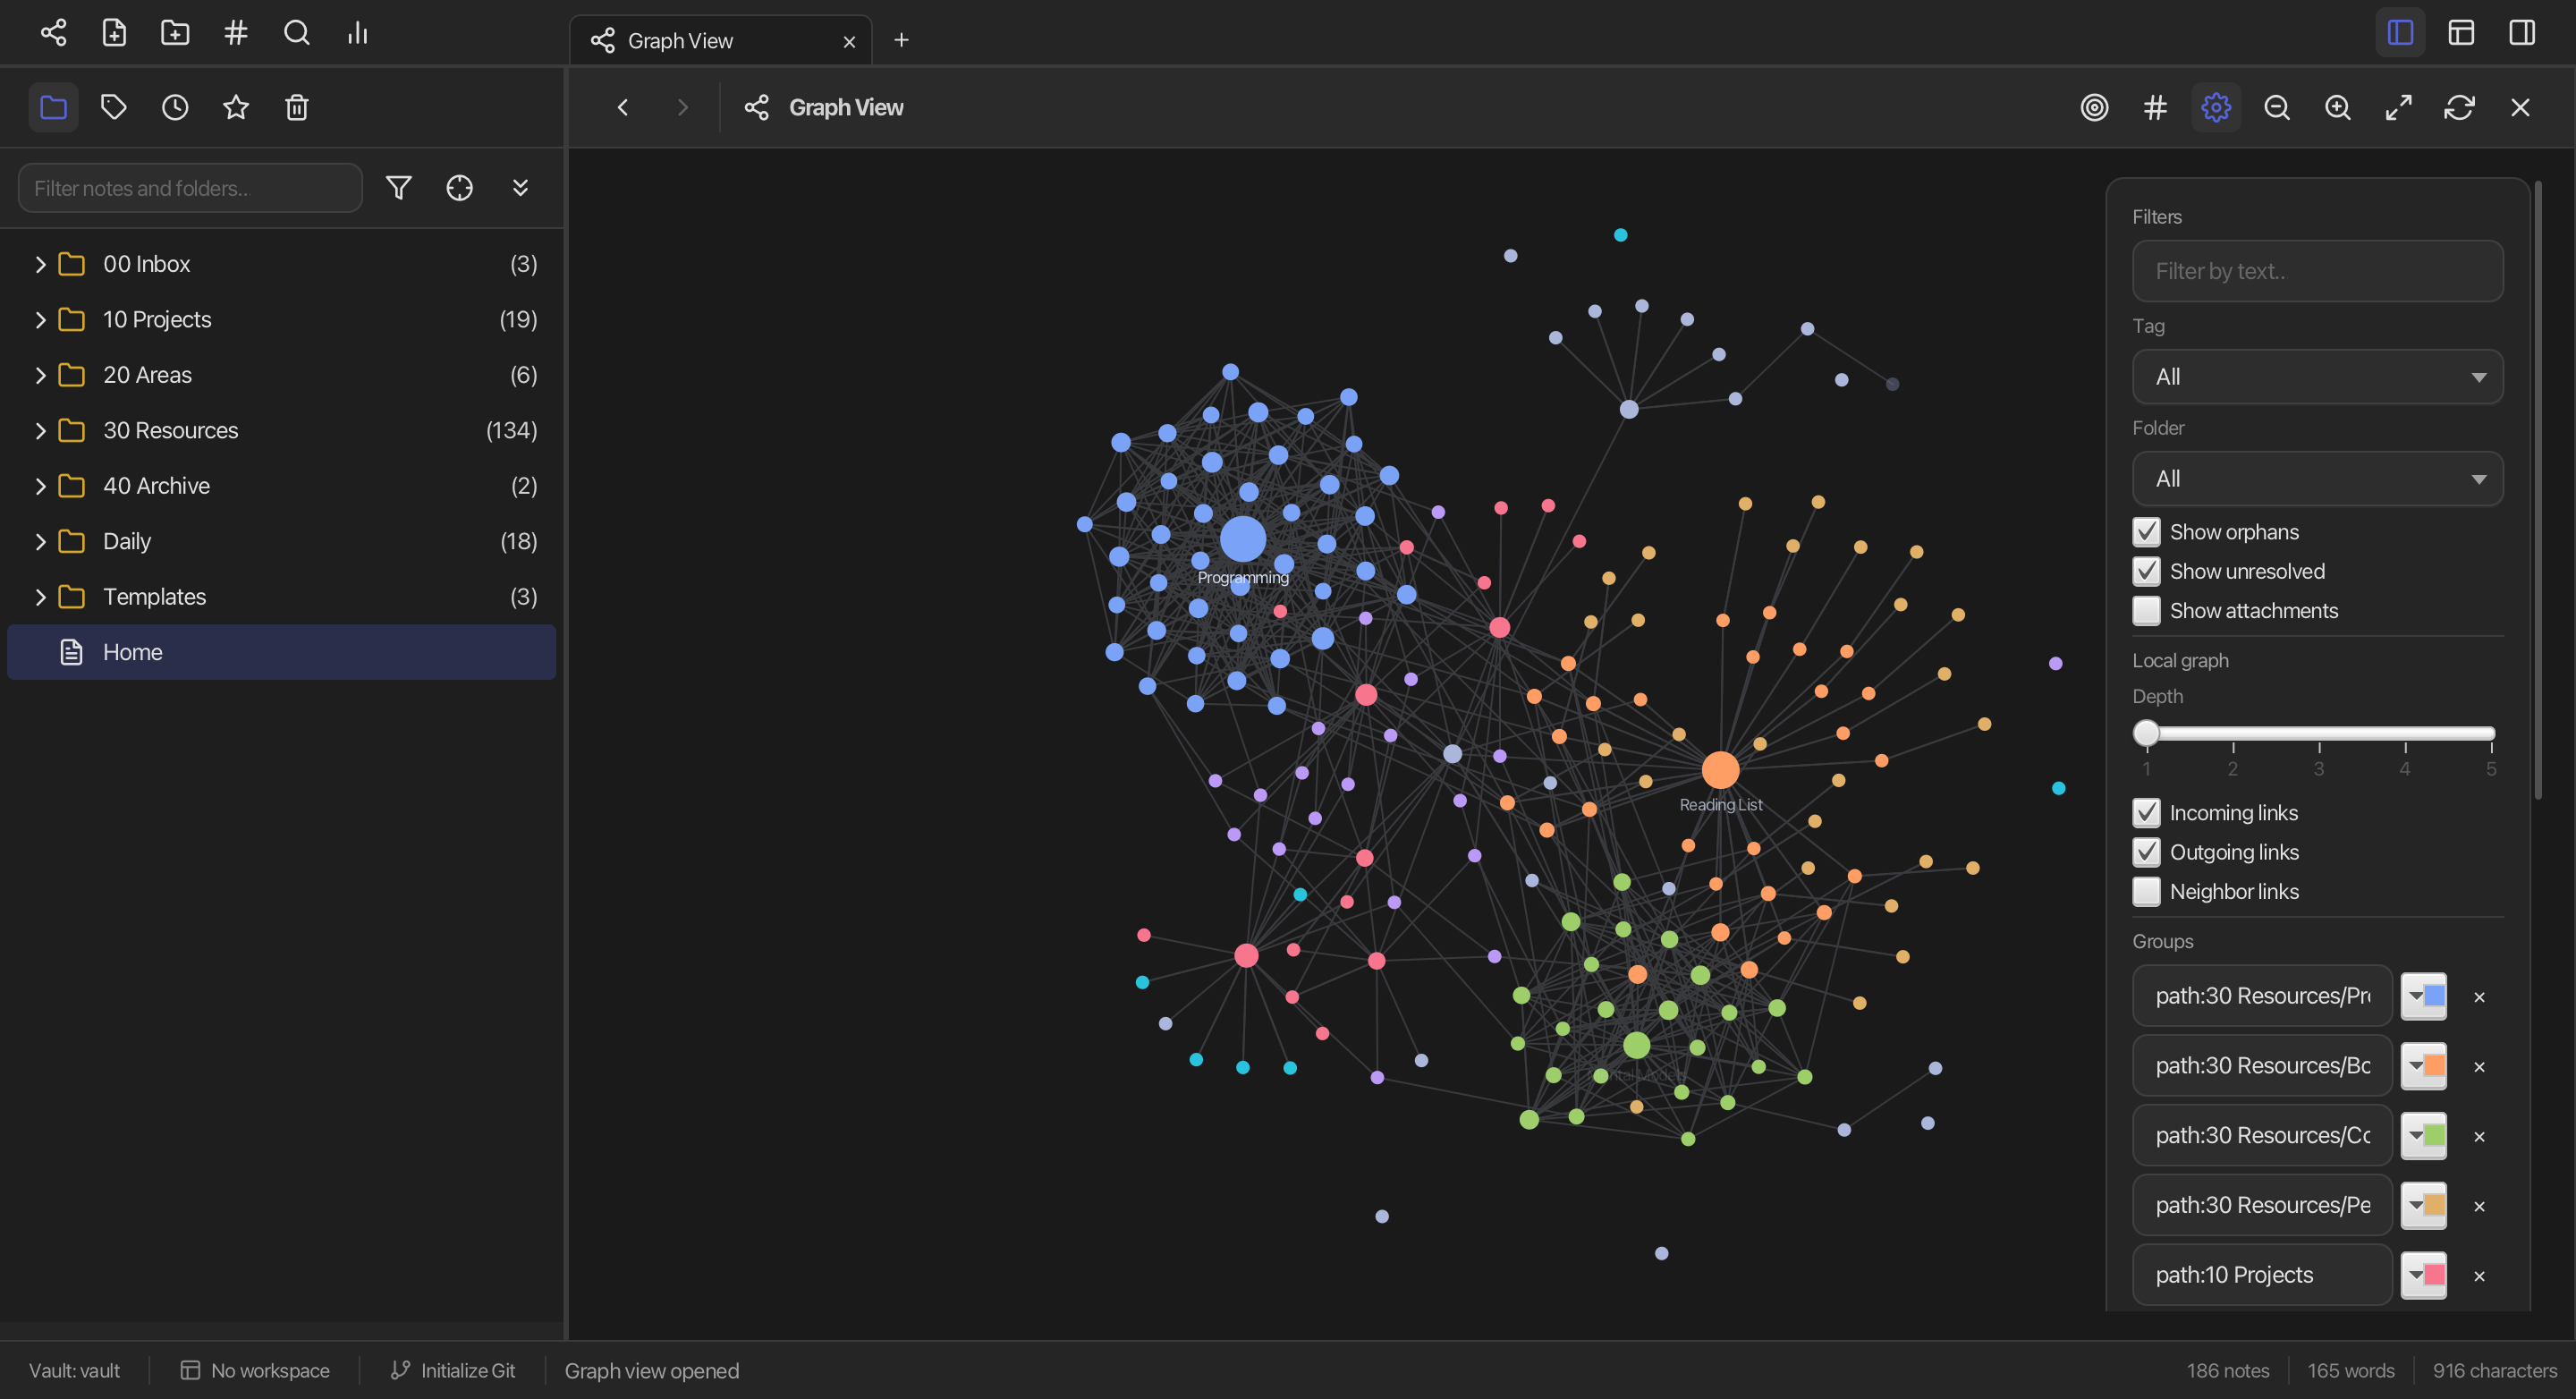 Graph View
Graph View
Filter notes and folders...
00 Inbox (3)
10 Projects (19)
20 Areas (6)
30 Resources (134)
40 Archive (2)
Daily (18)
Templates (3)
Home
Programming
Reading List
Filters
Filter by text...
Tag
All
Folder
All
Show orphans
Show unresolved
Show attachments
Local graph
Depth
1 2 3 4 5
Incoming links
Outgoing links
Neighbor links
Groups
path:30 Resources/Pr
path:30 Resources/Bo
path:30 Resources/Co
path:30 Resources/Pe
path:10 Projects
Vault: vault
No workspace
Initialize Git
Graph view opened
186 notes
165 words
916 characters